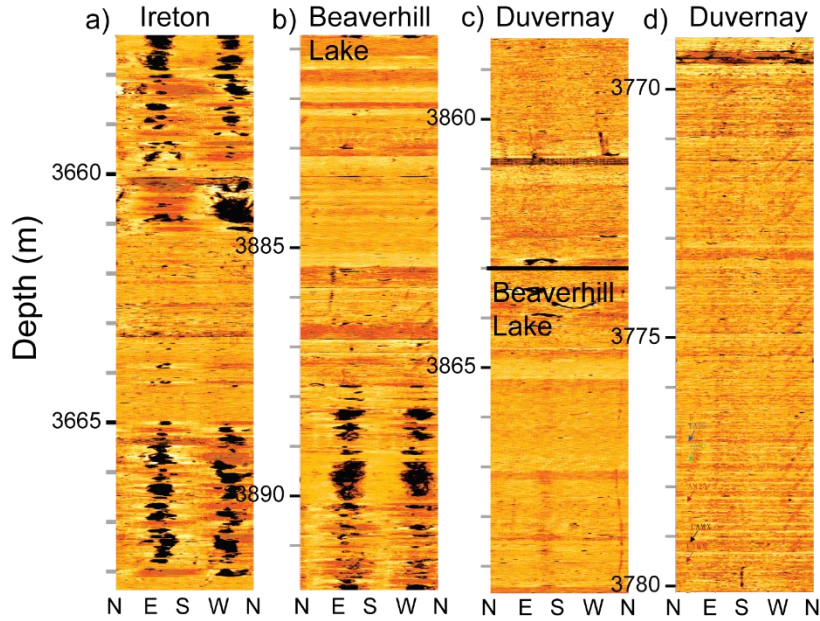 a) Ireton
b) Beaverhill
Lake
c) Duvernay
d) Duvernay
Depth (m)
3660
3665
3885
3890
3860
Beaverhill
Lake
3865
3770
3775
3780
N E S W N
N E S W N
N E S W N
N E S W N